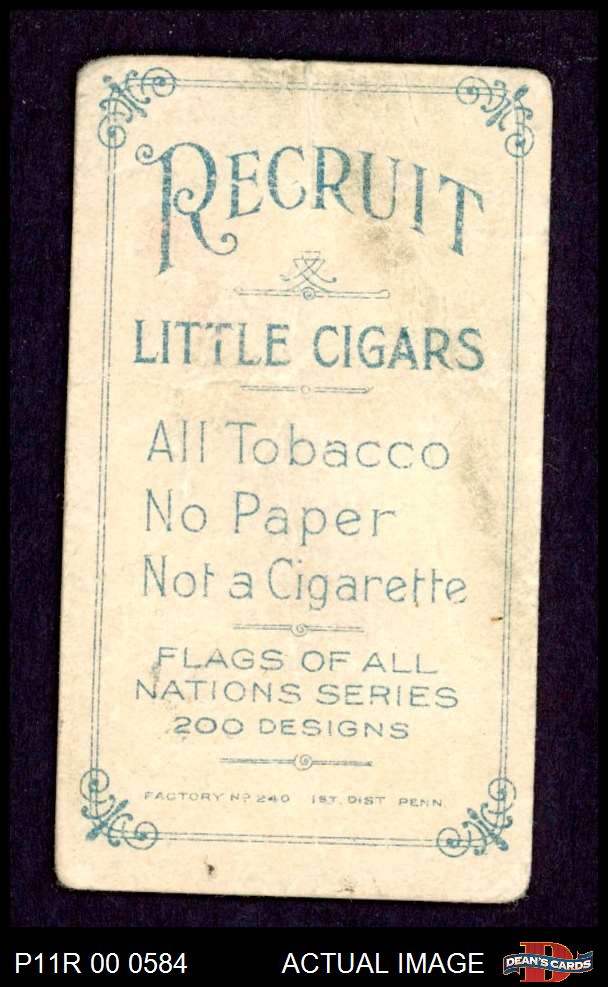 RECRUIT
LITTLE CIGARS
All Tobacco
No Paper
Not a Cigarette
FLAGS OF ALL
NATIONS SERIES
200 DESIGNS
FACTORY Nº 240 1ST. DIST PENN.
P11R 00 0584 ACTUAL IMAGE
D
DEAN'S CARDS